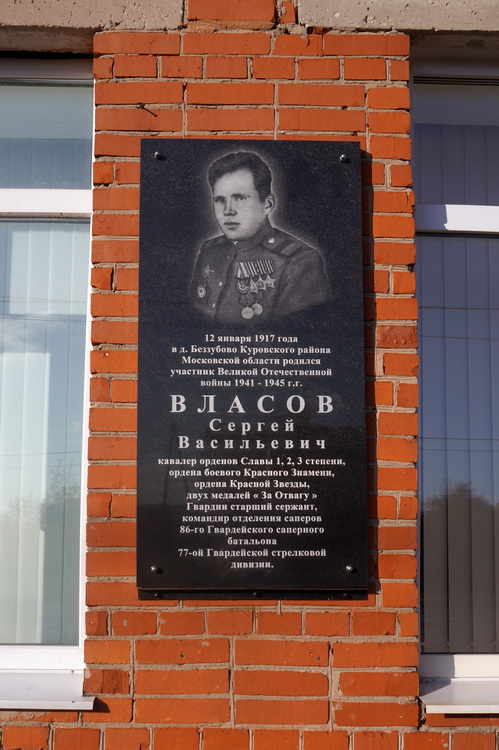 12 января 1917 года
в д. Беззубово Куровского района
Московской области родился
участник Великой Отечественной
войны 1941 - 1945 г.г.
ВЛАСОВ
Сергей
Васильевич
кавалер орденов Славы 1, 2, 3 степени,
ордена боевого Красного Знамени,
ордена Красной Звезды,
двух медалей « За Отвагу »
Гвардии старший сержант,
командир отделения саперов
86-го Гвардейского саперного
батальона
77-ой Гвардейской стрелковой
дивизии.